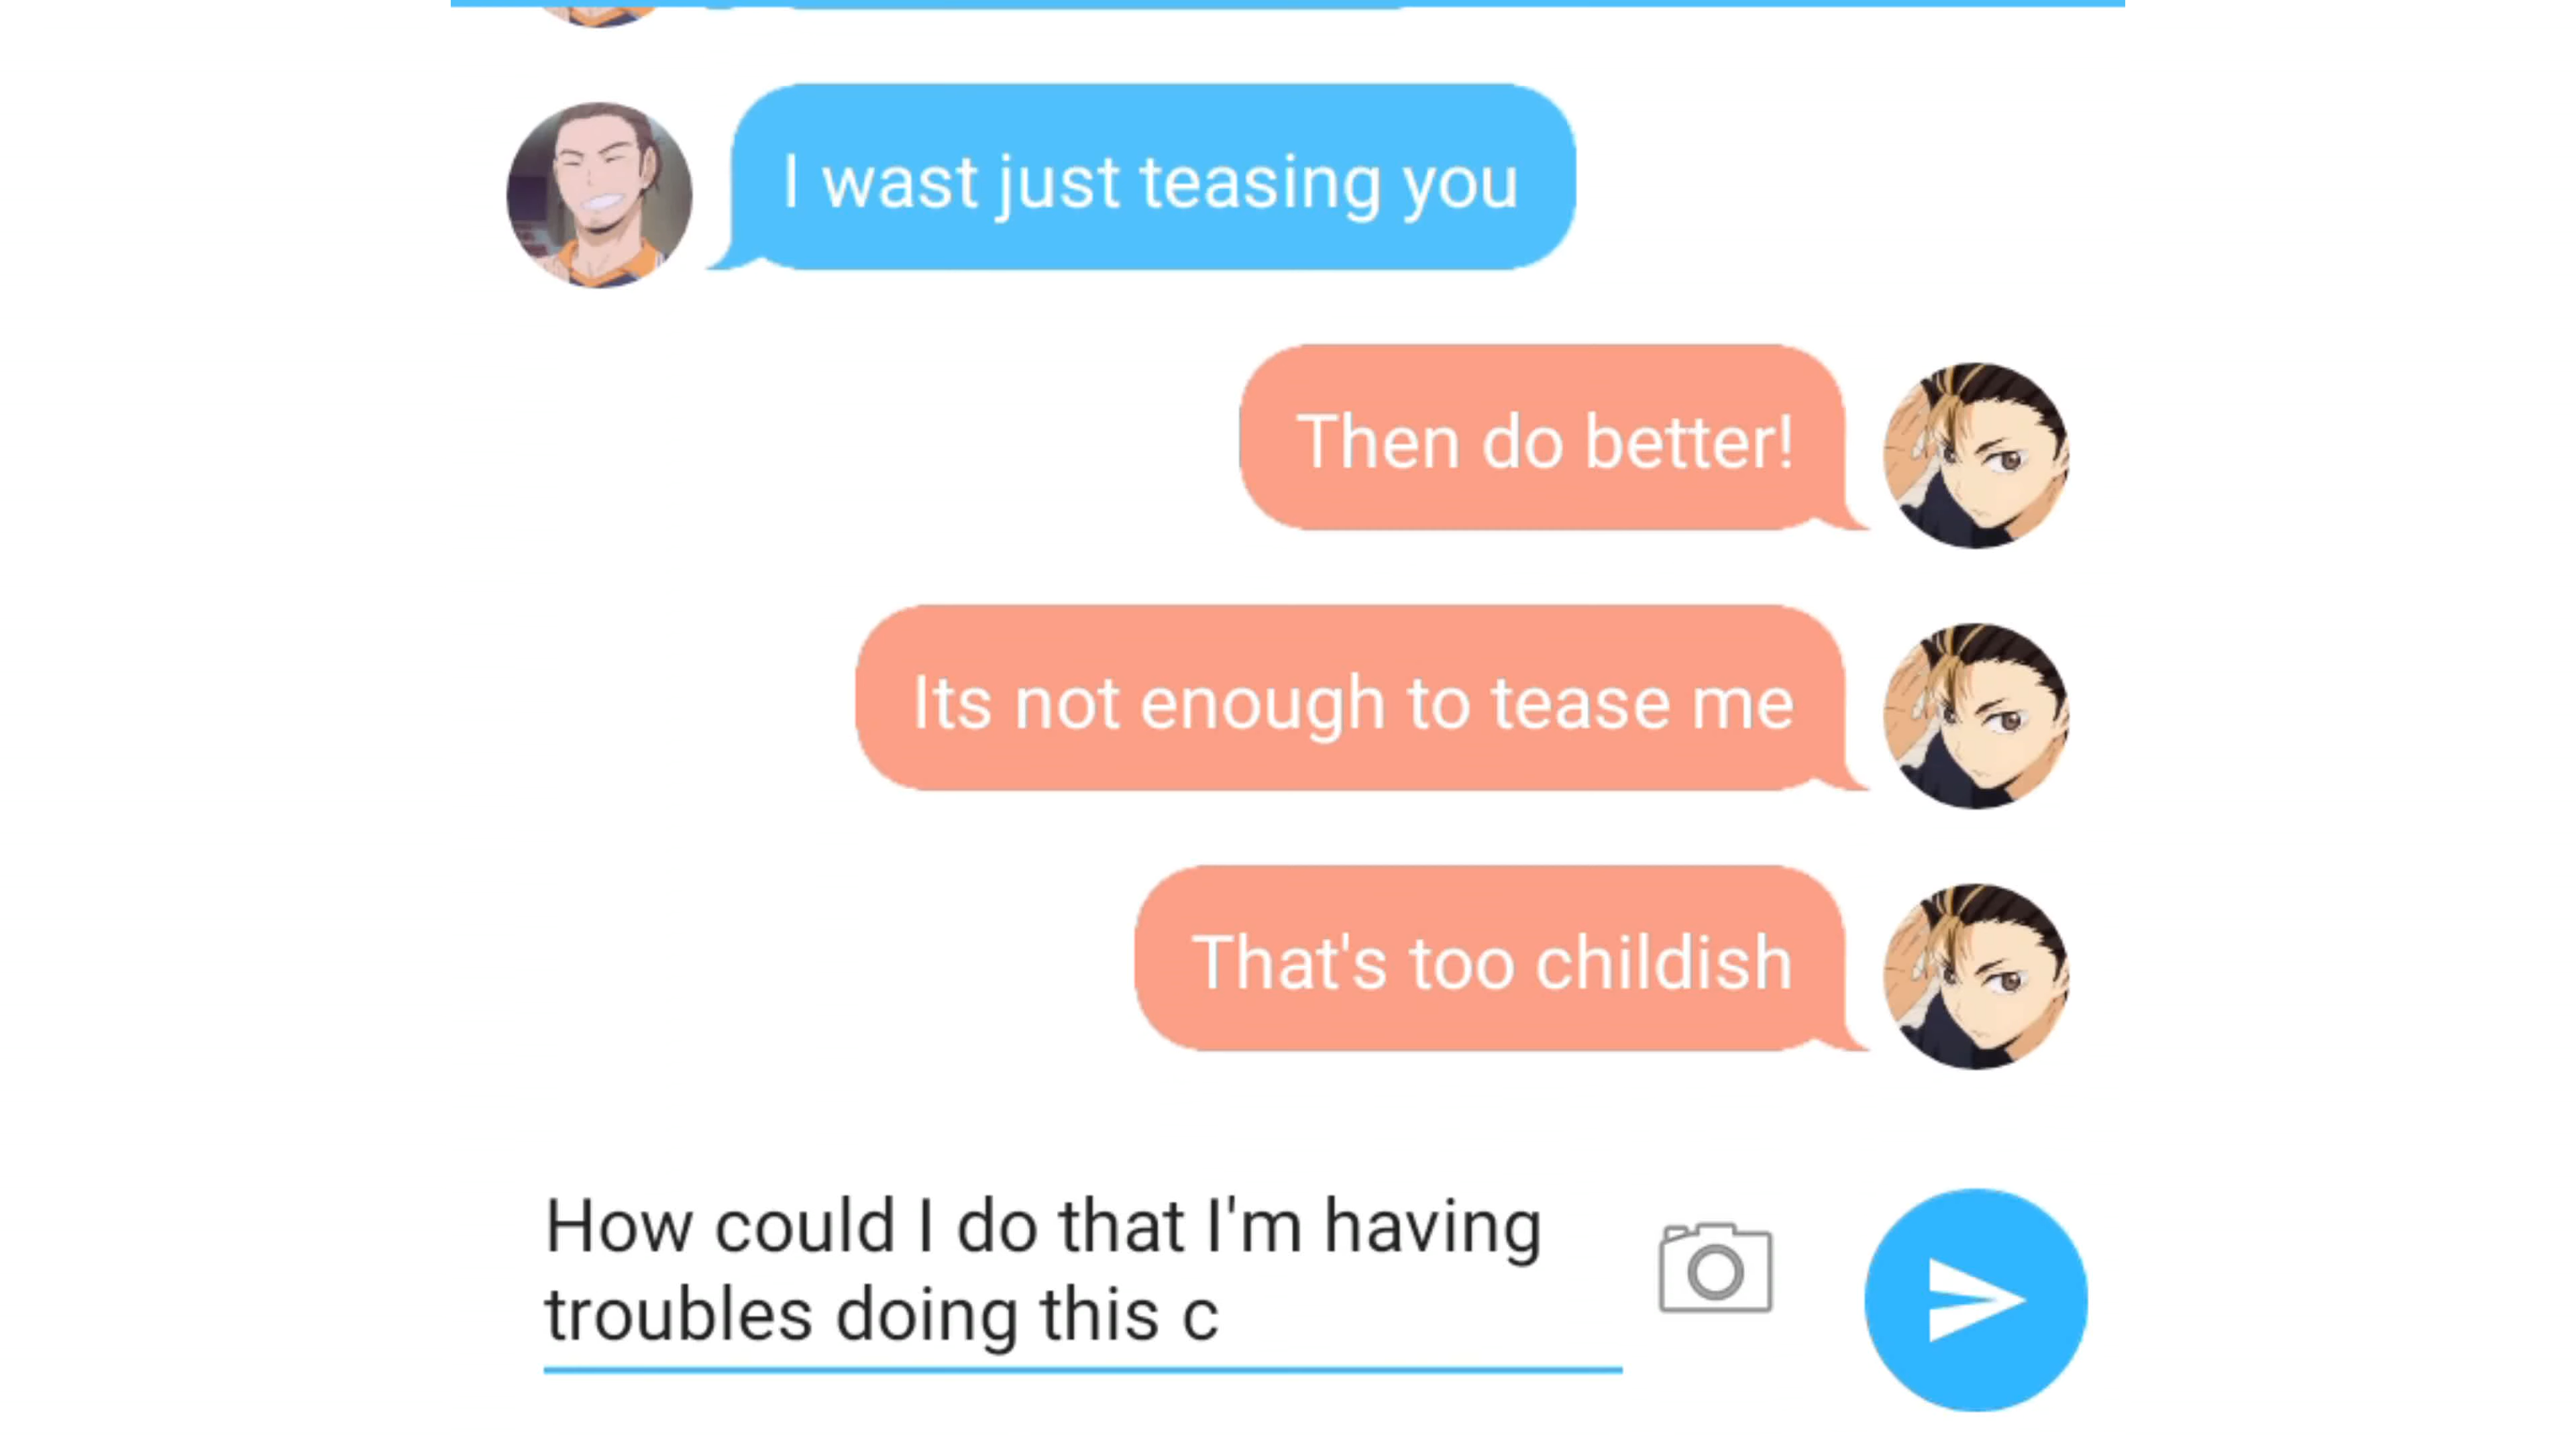 I wast just teasing you
Then do better!
Its not enough to tease me
That's too childish
How could I do that I'm having
troubles doing this c